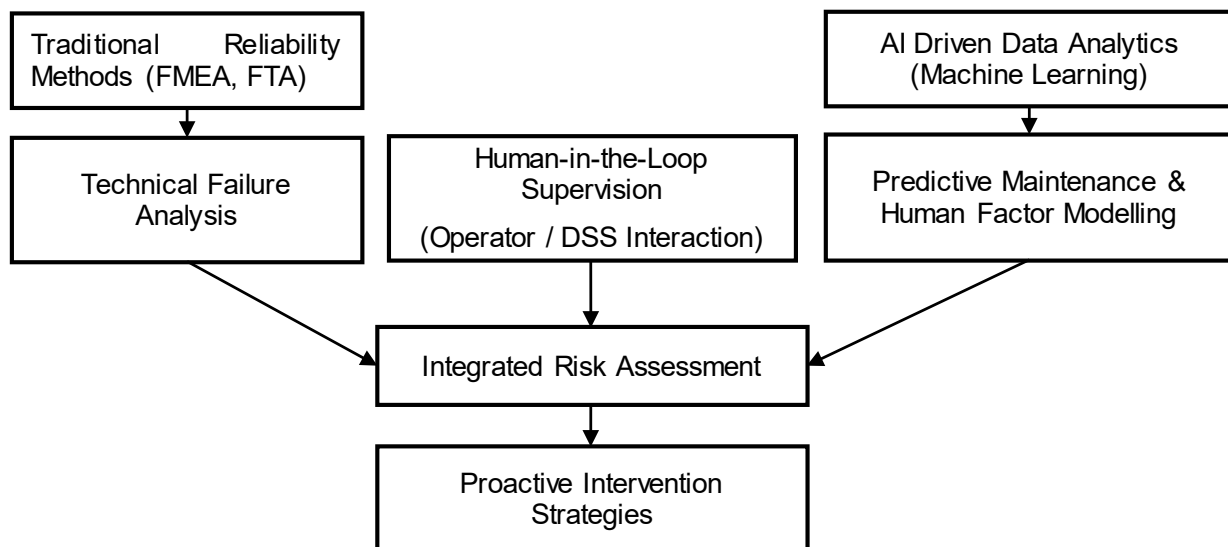 Traditional Reliability
Methods (FMEA, FTA)
AI Driven Data Analytics
(Machine Learning)
Technical Failure
Analysis
Human-in-the-Loop
Supervision
(Operator / DSS Interaction)
Predictive Maintenance &
Human Factor Modelling
Integrated Risk Assessment
Proactive Intervention
Strategies